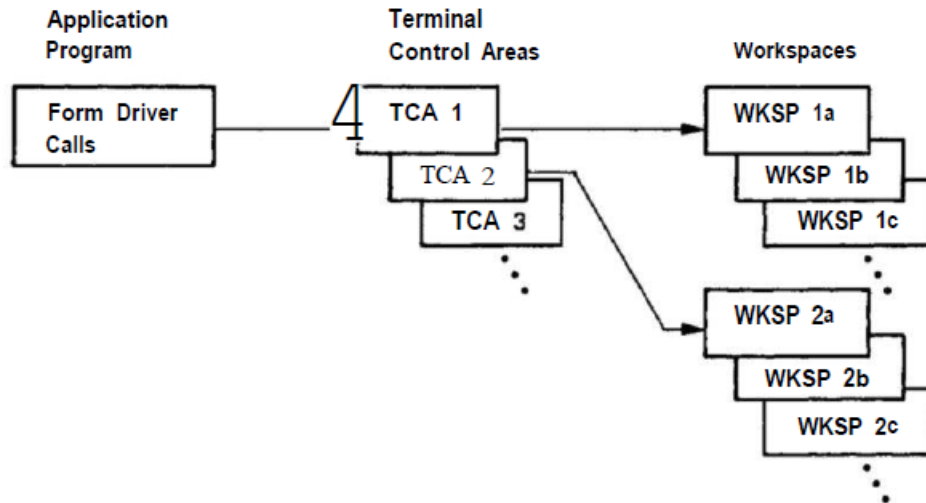 Application
Program
Terminal
Control Areas
Workspaces
Form Driver
Calls
4
TCA 1
TCA 2
TCA 3
WKSP 1a
WKSP 1b
WKSP 1c
WKSP 2a
WKSP 2b
WKSP 2c